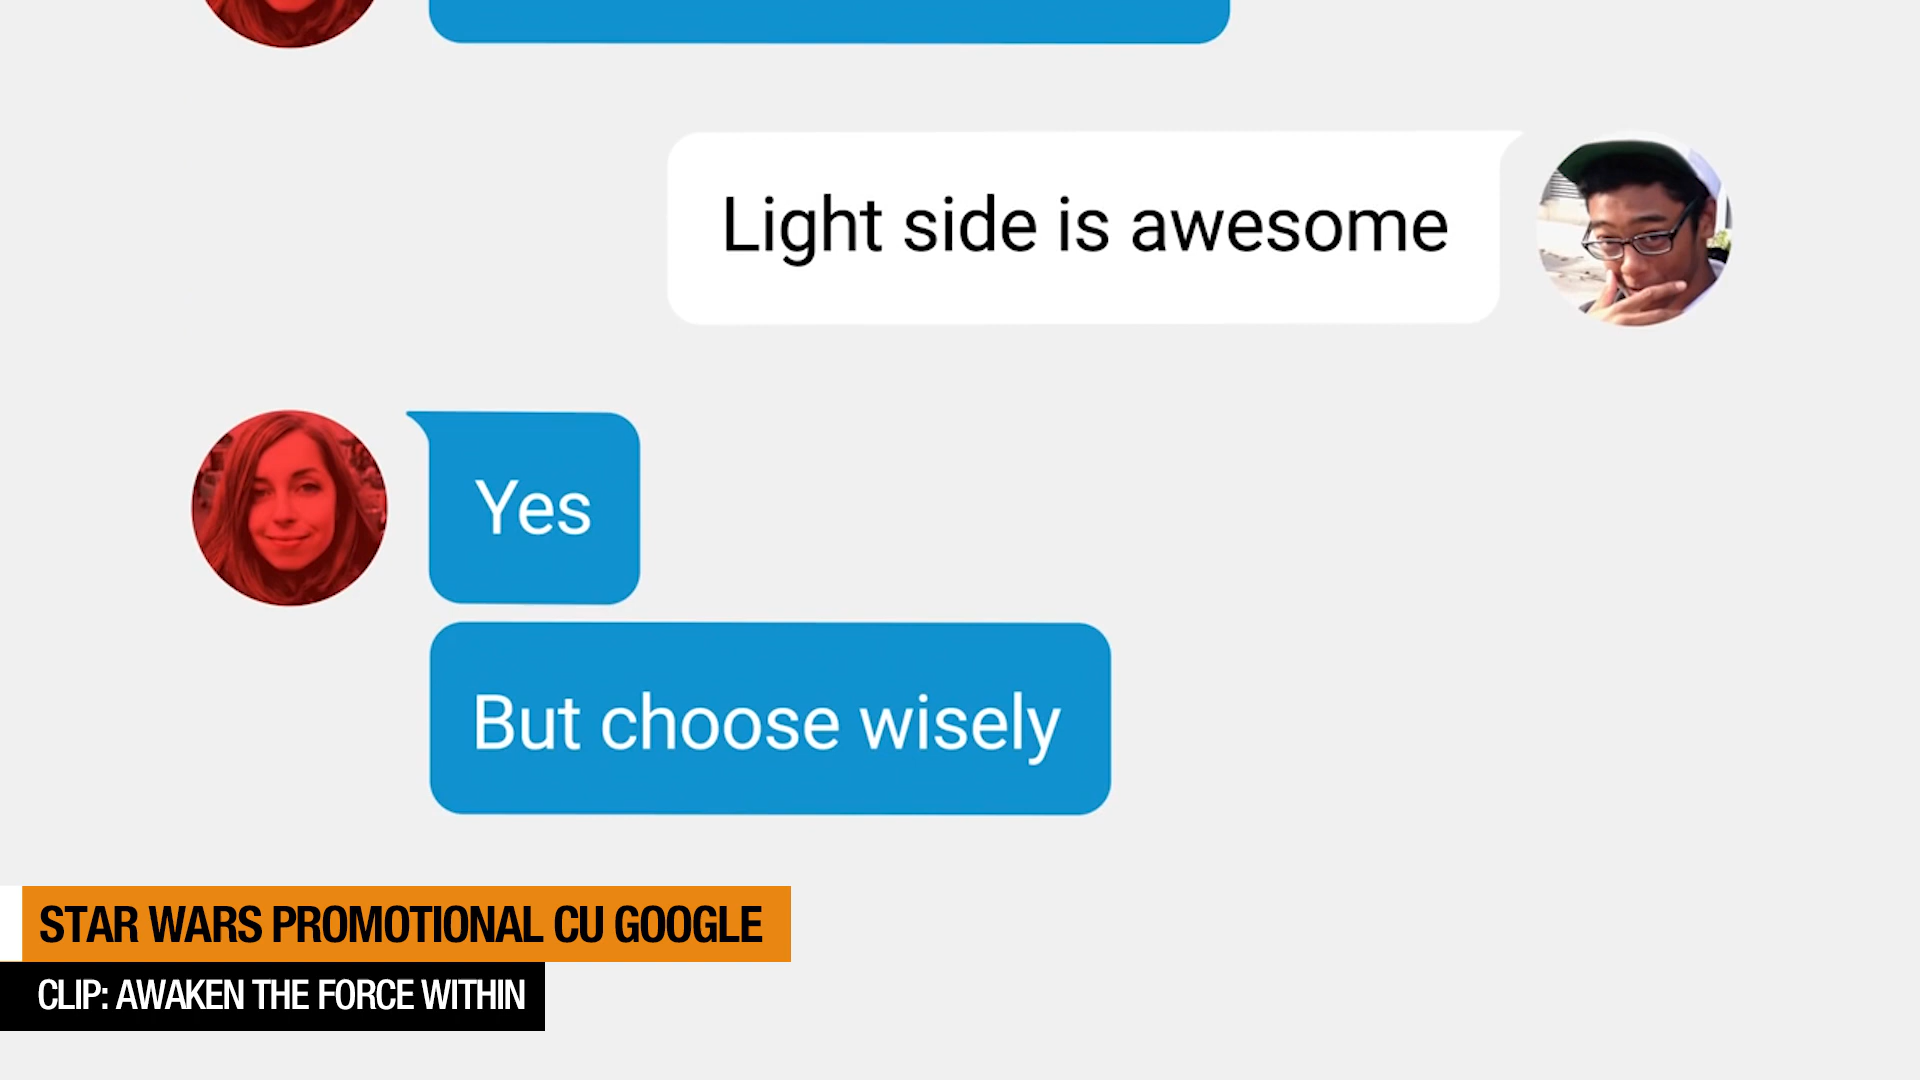 Light side is awesome
Yes
But choose wisely
STAR WARS PROMOTIONAL CU GOOGLE
CLIP: AWAKEN THE FORCE WITHIN